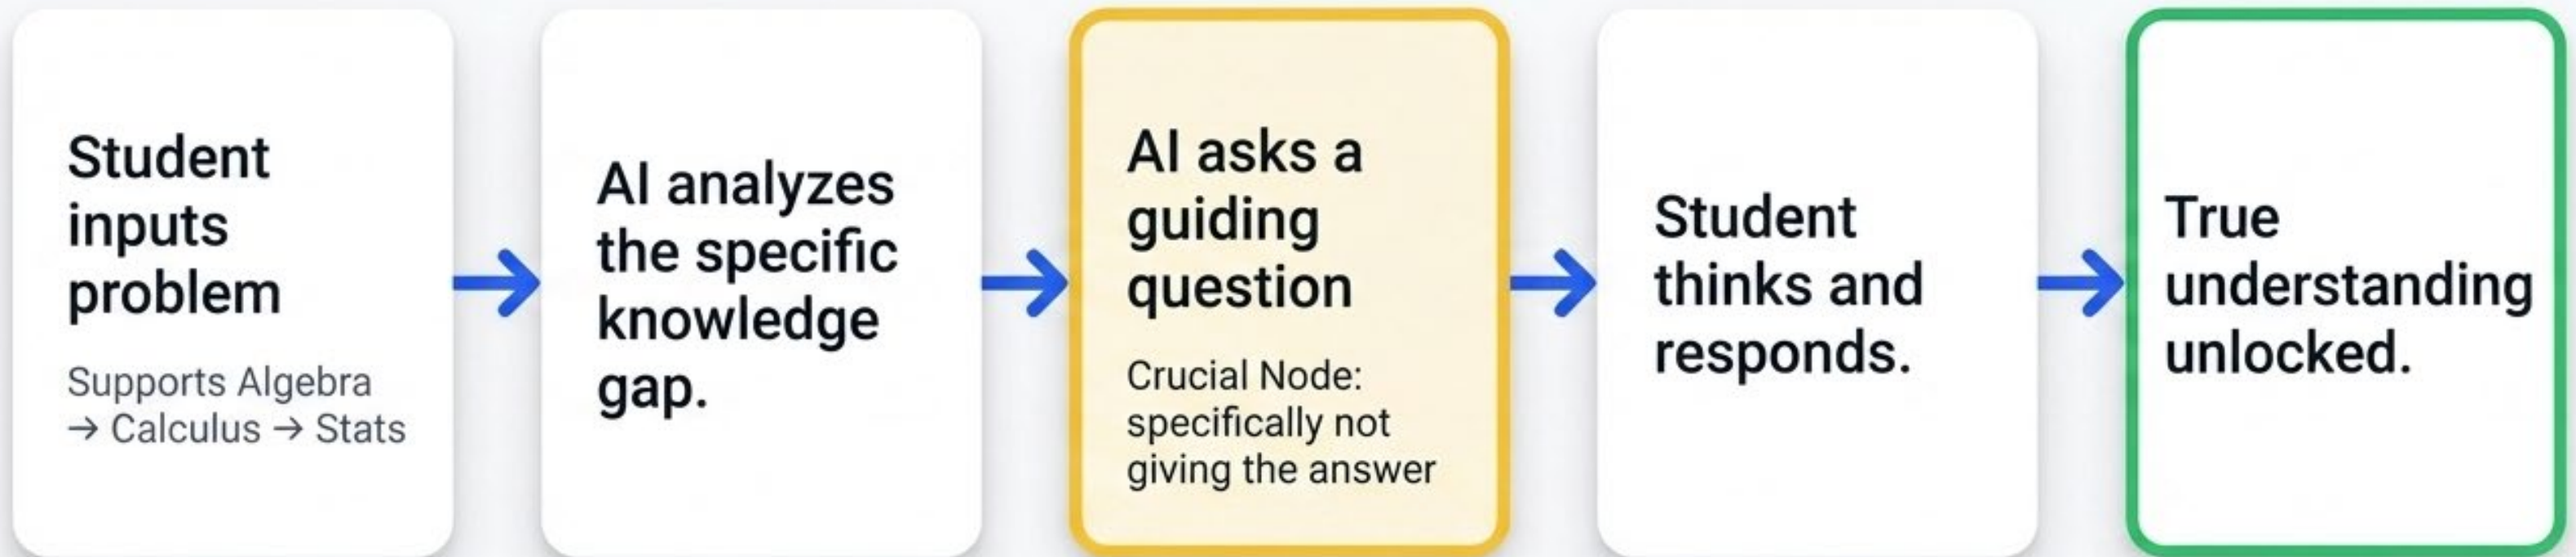 Student
inputs
problem
Supports Algebra
→ Calculus → Stats
AI analyzes
the specific
knowledge
gap.
AI asks a
guiding
question
Crucial Node:
specifically not
giving the answer
Student
thinks and
responds.
True
understanding
unlocked.